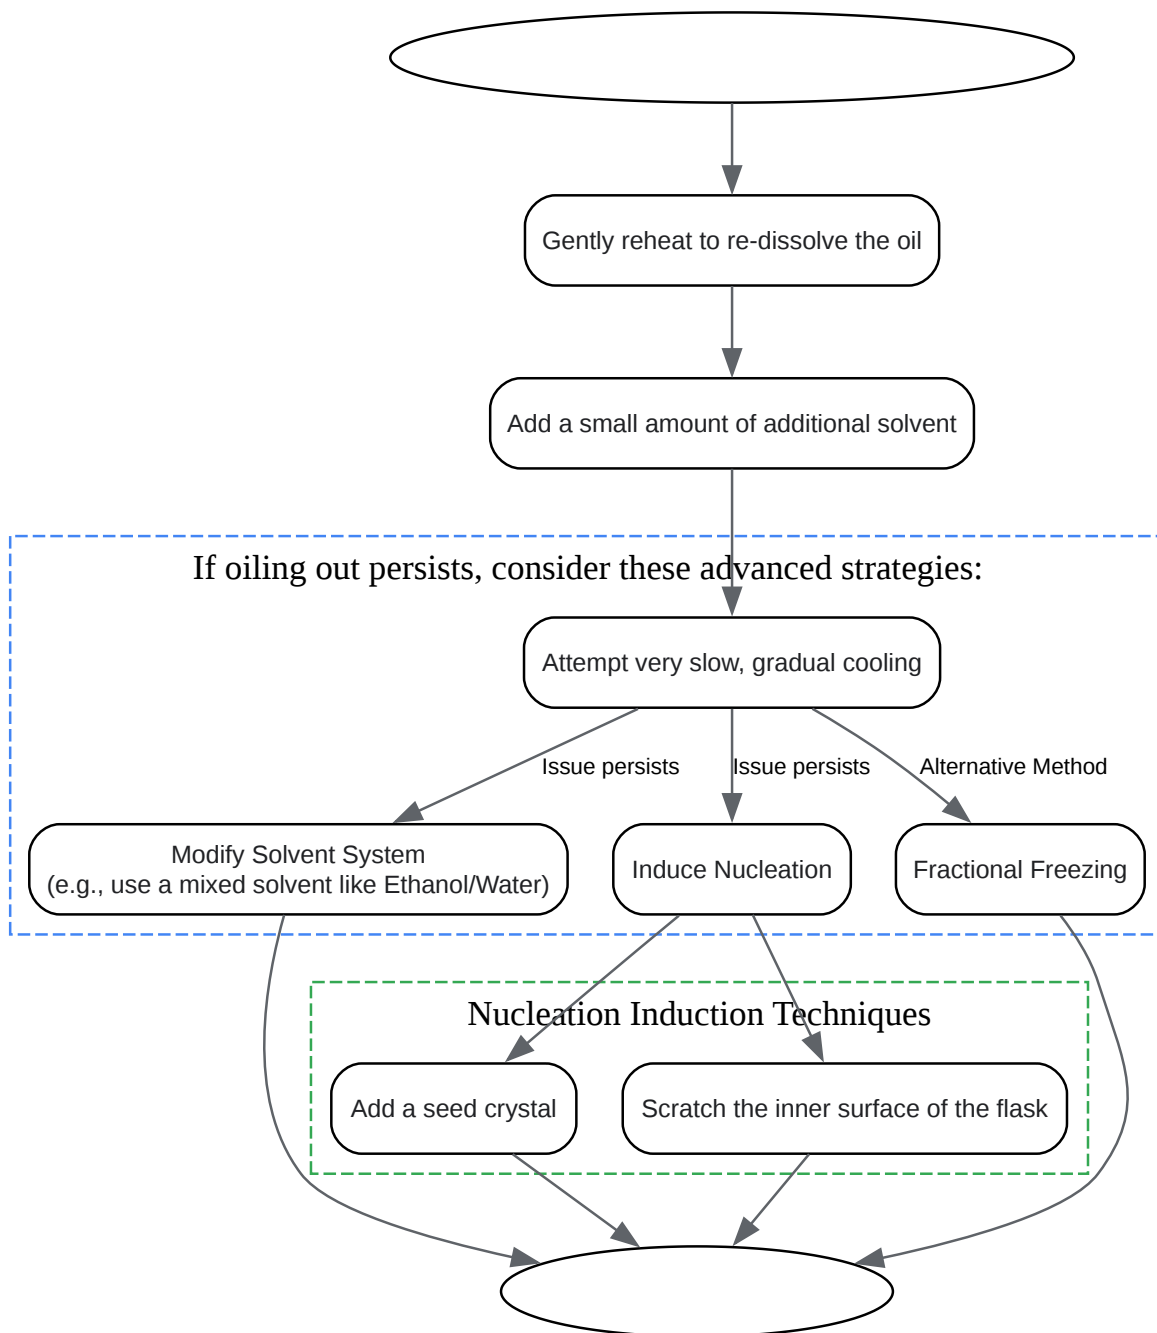 Gently reheat to re-dissolve the oil
Add a small amount of additional solvent
If oiling out persists, consider these advanced strategies:
Attempt very slow, gradual cooling
Issue persists
Issue persists
Alternative Method
Modify Solvent System
(e.g., use a mixed solvent like Ethanol/Water)
Induce Nucleation
Fractional Freezing
Nucleation Induction Techniques
Add a seed crystal
Scratch the inner surface of the flask